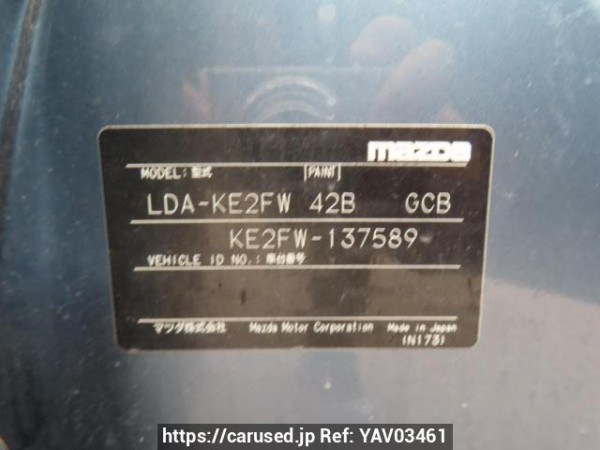 mazda
MODEL: 型式 [PAINT]
LDA-KE2FW 42B GCB
KE2FW-137589
VEHICLE ID NO.: 車台番号
マツダ株式会社 Mazda Motor Corporation Made in Japan
(N173)
https://carused.jp Ref: YAV03461